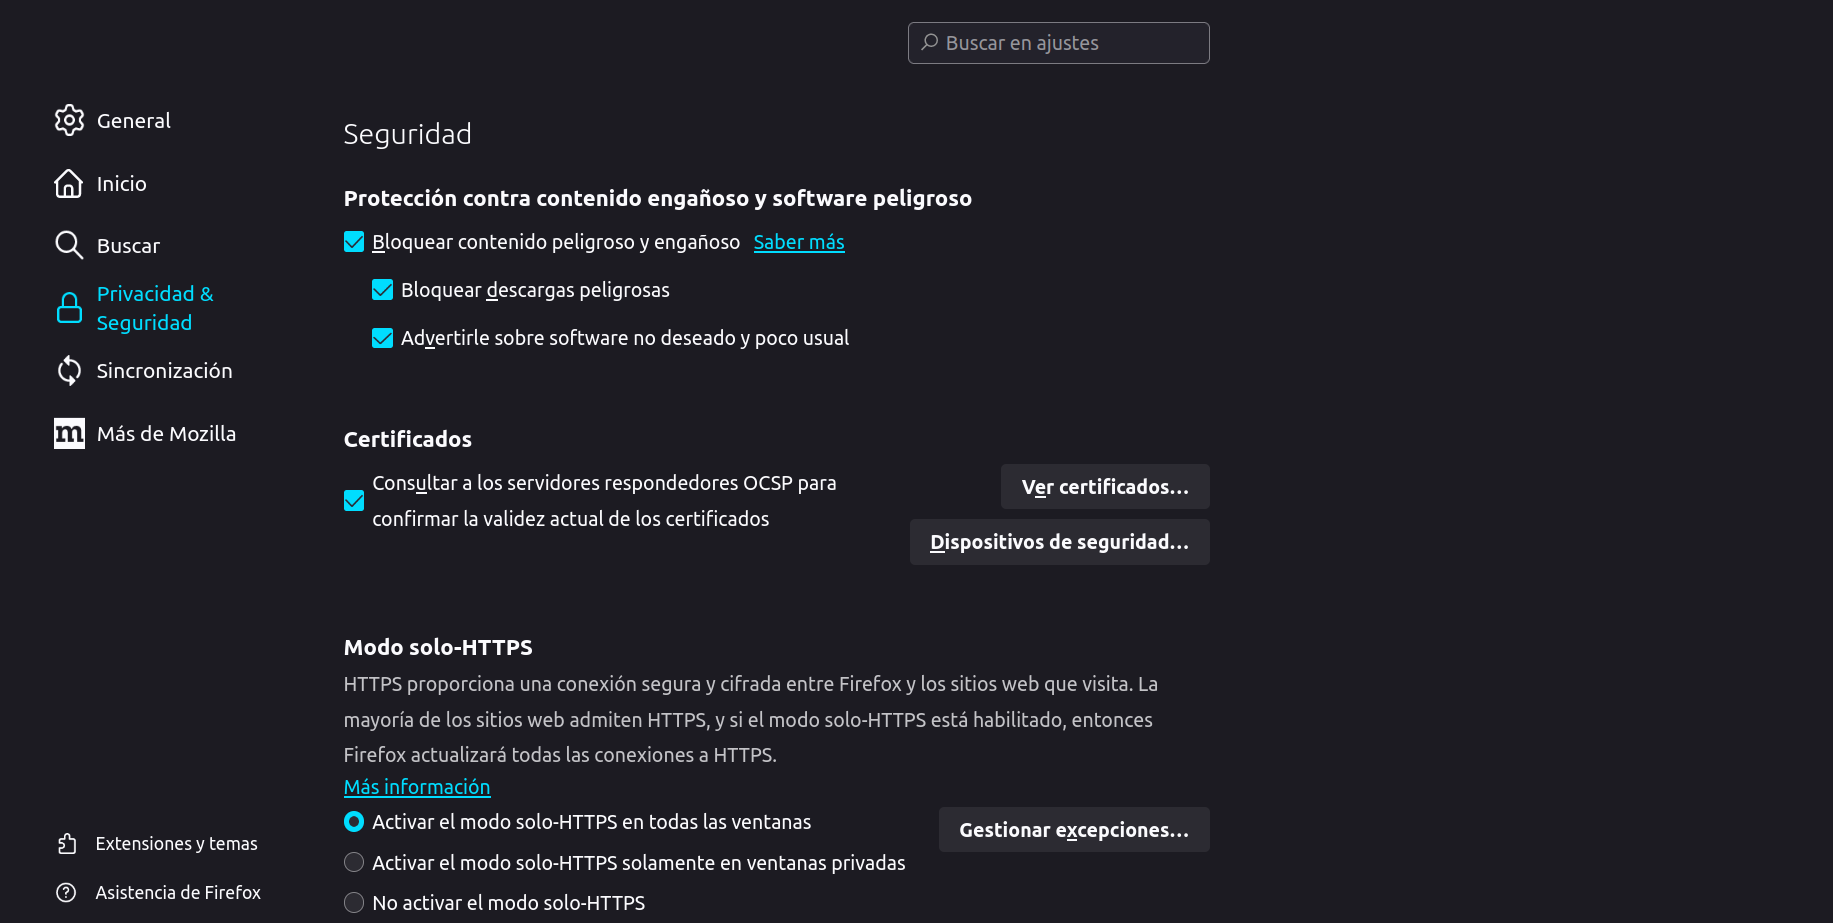 Buscar en ajustes
General
Inicio
Buscar
Privacidad &
Seguridad
Sincronización
m
Más de Mozilla
Extensiones y temas
Asistencia de Firefox
Seguridad
Protección contra contenido engañoso y software peligroso
Bloquear contenido peligroso y engañoso Saber más
Bloquear descargas peligrosas
Advertirle sobre software no deseado y poco usual
Certificados
Consultar a los servidores respondedores OCSP para
confirmar la validez actual de los certificados
Ver certificados...
Dispositivos de seguridad...
Modo solo-HTTPS
HTTPS proporciona una conexión segura y cifrada entre Firefox y los sitios web que visita. La
mayoría de los sitios web admiten HTTPS, y si el modo solo-HTTPS está habilitado, entonces
Firefox actualizará todas las conexiones a HTTPS.
Más información
Activar el modo solo-HTTPS en todas las ventanas
Gestionar excepciones...
Activar el modo solo-HTTPS solamente en ventanas privadas
No activar el modo solo-HTTPS